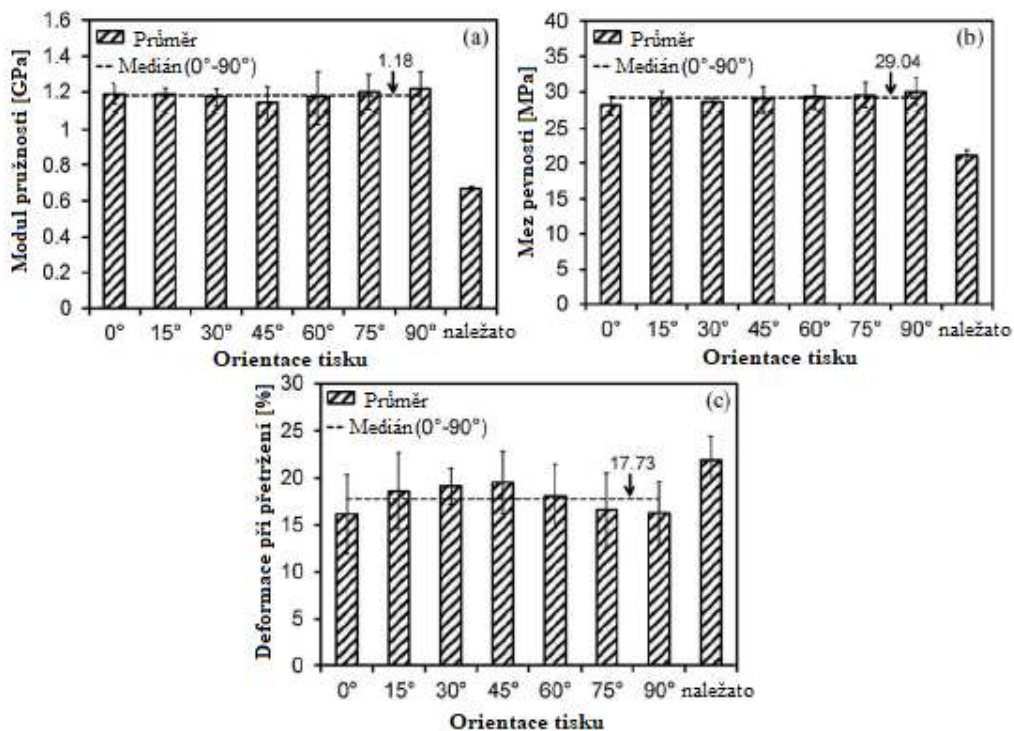 1.6
1.4
1.2
1
0.8
0.6
0.4
0.2
0
Modul pružnosti [GPa]
Průměr
Medián(0°-90°)
(a)
1.18
0° 15° 30° 45° 60° 75° 90° naležato
Orientace tisku
40
35
30
25
20
15
10
5
0
Mez pevnosti [MPa]
Průměr
Medián(0°-90°)
(b)
29.04
0° 15° 30° 45° 60° 75° 90° naležato
Orientace tisku
30
25
20
15
10
5
0
Deformace při přetržení [%]
Průměr
Medián(0°-90°)
(c)
17.73
0° 15° 30° 45° 60° 75° 90° naležato
Orientace tisku